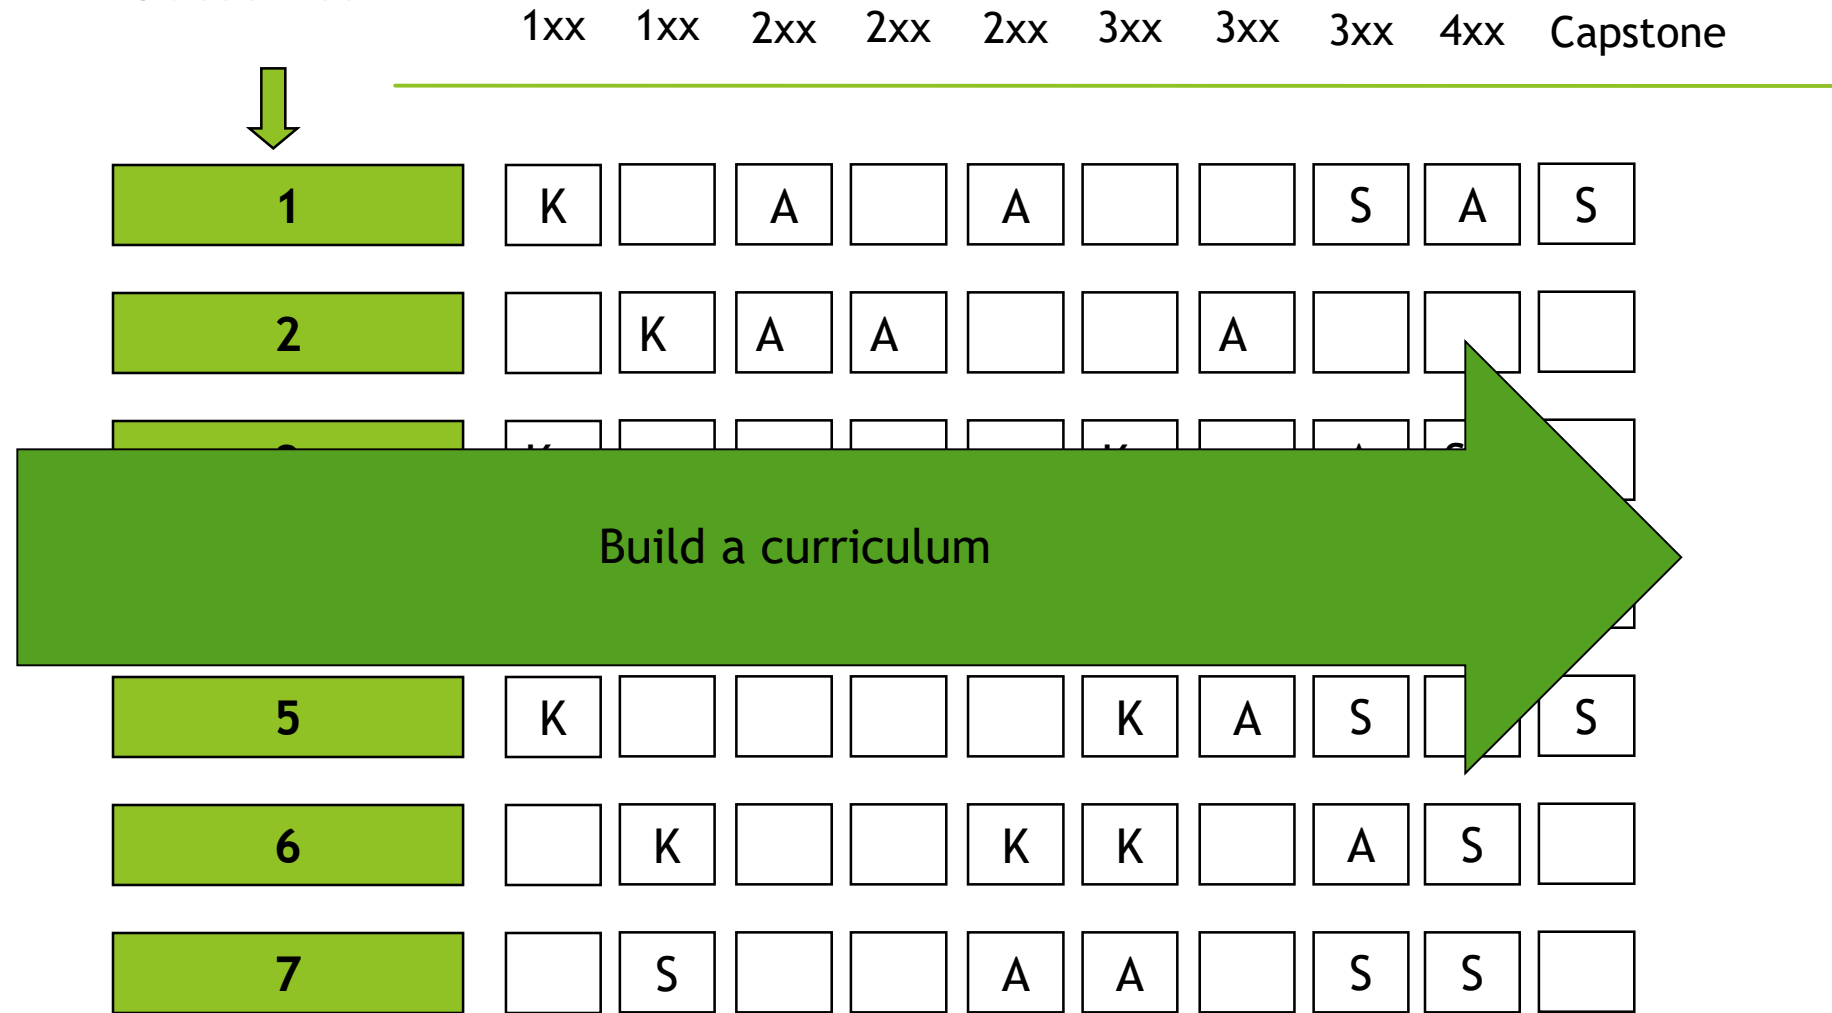 1xx 1xx 2xx 2xx 2xx 3xx 3xx 3xx 4xx Capstone
1 K A A S A S
2 K A A A
Build a curriculum
5 K K A S S
6 K K K A S
7 S A A S S